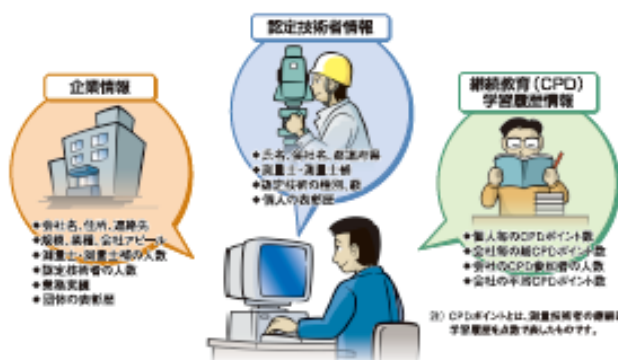 認定技術者情報
企業情報
継続教育(CPD)
学習履歴情報
◆氏名、会社名、都道府県
◆測量士・測量士補
◆認定技術の種別、級
◆個人の表彰歴
◆会社名、住所、連絡先
◆規模、業種、会社アピール
◆測量士・測量士補の人数
◆認定技術者の人数
◆業務実績
◆団体の表彰歴
◆個人毎のCPDポイント数
◆会社毎の総CPDポイント数
◆会社のCPD参加者の人数
◆会社の平均CPDポイント数
注) CPDポイントとは、測量技術者の継続
学習履歴を点数で表したものです。